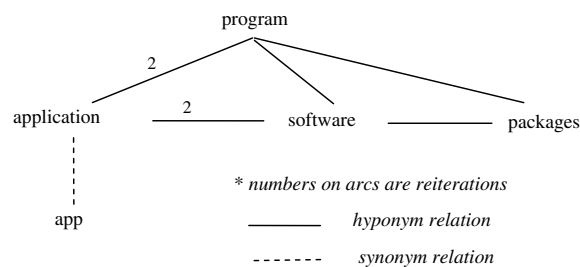 program
2
application
2
software
packages
* numbers on arcs are reiterations
app
hyponym relation
synonym relation